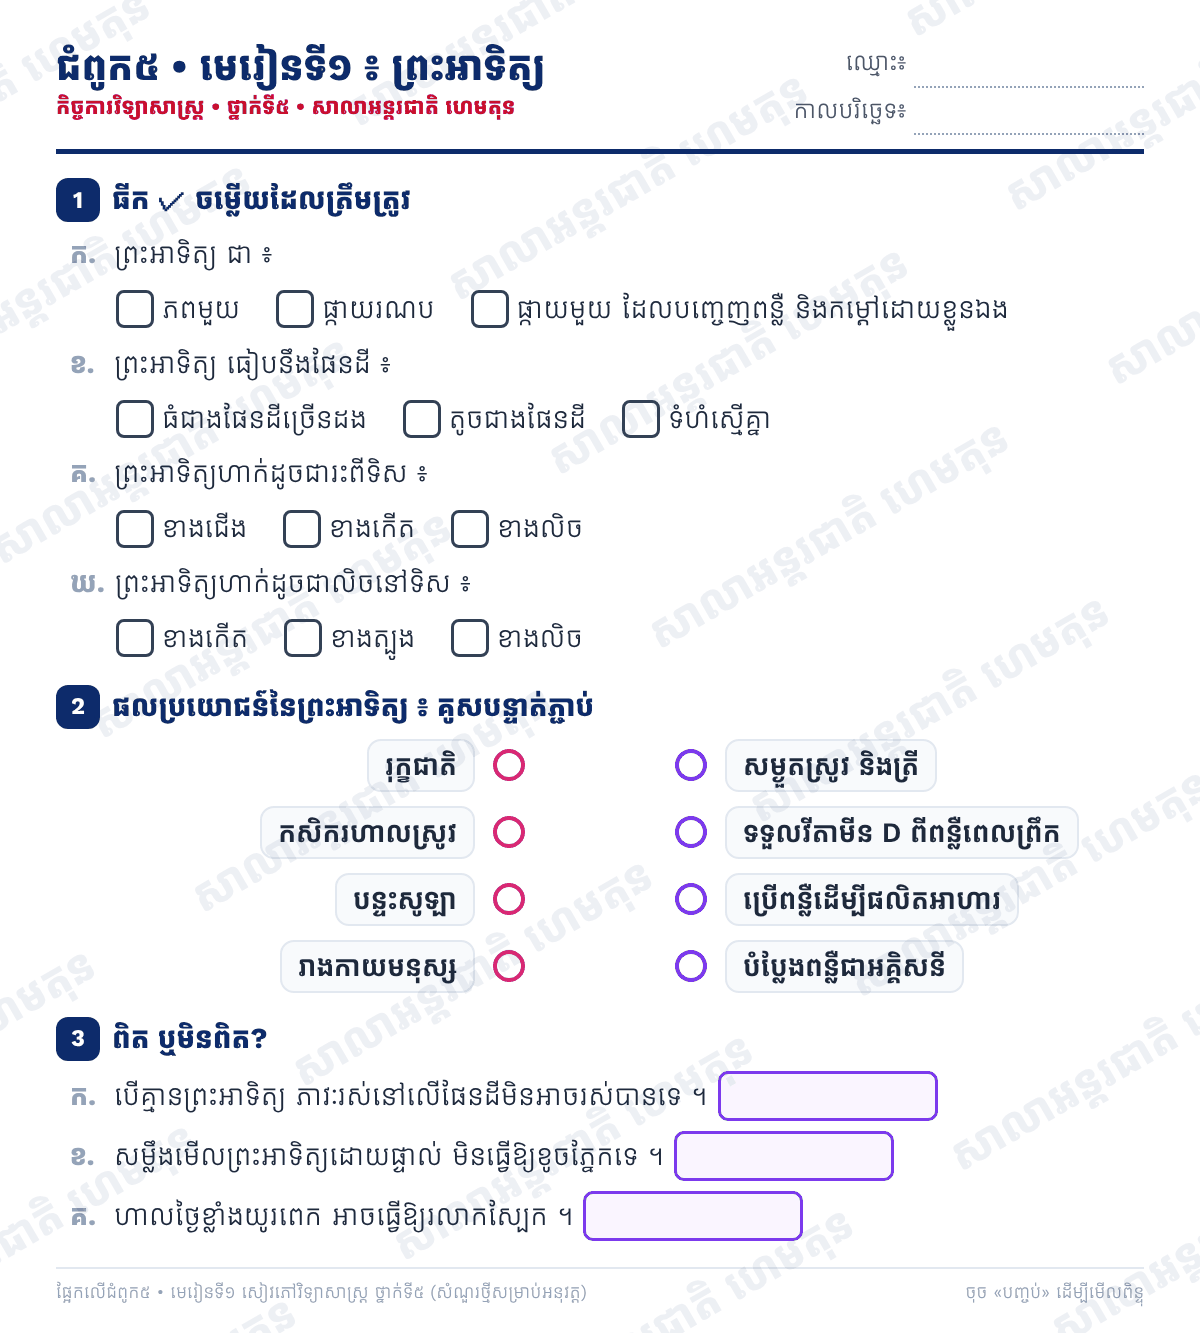 ជំពូក៥ • មេរៀនទី១ ៖ ព្រះអាទិត្យ
កិច្ចការវិទ្យាសាស្ត្រ • ថ្នាក់ទី៥ • សាលាអន្តរជាតិ ហេមតុន
ឈ្មោះ៖
កាលបរិច្ឆេទ៖
1 ធីក ✓ ចម្លើយដែលត្រឹមត្រូវ
ក. ព្រះអាទិត្យ ជា ៖
ភពមួយ ផ្កាយរណប ផ្កាយមួយ ដែលបញ្ចេញពន្លឺ និងកម្ដៅដោយខ្លួនឯង
ខ. ព្រះអាទិត្យ ធៀបនឹងផែនដី ៖
ធំជាងផែនដីច្រើនដង តូចជាងផែនដី ទំហំស្មើគ្នា
គ. ព្រះអាទិត្យហាក់ដូចជារះពីទិស ៖
ខាងជើង ខាងកើត ខាងលិច
ឃ. ព្រះអាទិត្យហាក់ដូចជាលិចនៅទិស ៖
ខាងកើត ខាងត្បូង ខាងលិច
2 ផលប្រយោជន៍នៃព្រះអាទិត្យ ៖ គូសបន្ទាត់ភ្ជាប់
រុក្ខជាតិ សម្ងួតស្រូវ និងត្រី
កសិករហាលស្រូវ ទទួលវីតាមីន D ពីពន្លឺពេលព្រឹក
បន្ទះសូឡា ប្រើពន្លឺដើម្បីផលិតអាហារ
រាងកាយមនុស្ស បំប្លែងពន្លឺជាអគ្គិសនី
3 ពិត ឬមិនពិត?
ក. បើគ្មានព្រះអាទិត្យ ភាវៈរស់នៅលើផែនដីមិនអាចរស់បានទេ ។
ខ. សម្លឹងមើលព្រះអាទិត្យដោយផ្ទាល់ មិនធ្វើឱ្យខូចភ្នែកទេ ។
គ. ហាលថ្ងៃខ្លាំងយូរពេក អាចធ្វើឱ្យរលាកស្បែក ។
ផ្អែកលើជំពូក៥ • មេរៀនទី១ សៀវភៅវិទ្យាសាស្ត្រ ថ្នាក់ទី៥ (សំណួរថ្មីសម្រាប់អនុវត្ត)
ចុច «បញ្ចប់» ដើម្បីមើលពិន្ទុ